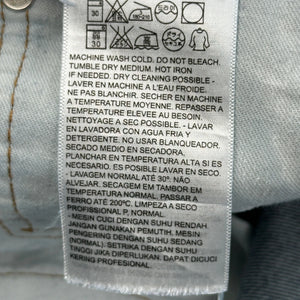 30
MACHINE WASH COLD. DO NOT BLEACH.
TUMBLE DRY MEDIUM. HOT IRON
IF NEEDED. DRY CLEANING POSSIBLE -
LAVER EN MACHINE A L'EAU FROIDE.
NE PAS BLANCHIR. SECHER EN MACHINE
A TEMPERATURE MOYENNE. REPASSER A
TEMPERATURE ELEVEE AU BESOIN.
NETTOYAGE A SEC POSSIBLE. - LAVAR
EN LAVADORA CON AGUA FRIA Y
DETERGENTE. NO USAR BLANQUEADOR.
SECADO MEDIO EN SECADORA.
PLANCHAR EN TEMPERATURA ALTA SI ES
NECESARIO. ES POSIBLE LAVAR EN SECO.
- LAVAGEM NORMAL ATÉ 30º. NÃO
ALVEJAR. SECAGEM EM TAMBOR EM
TEMPERATURA NORMAL. PASSAR A
FERRO ATÉ 200ºC. LIMPEZA A SECO
PROFISSIONAL P, NORMAL.
- MESIN CUCI DENGAN SUHU RENDAH.
JANGAN GUNAKAN PEMUTIH. MESIN
PENGERING DENGAN SUHU SEDANG
(NORMAL). SETRIKA DENGAN SUHU
TINGGI JIKA DIPERLUKAN. DAPAT DICUCI
KERING PROFESIONAL.